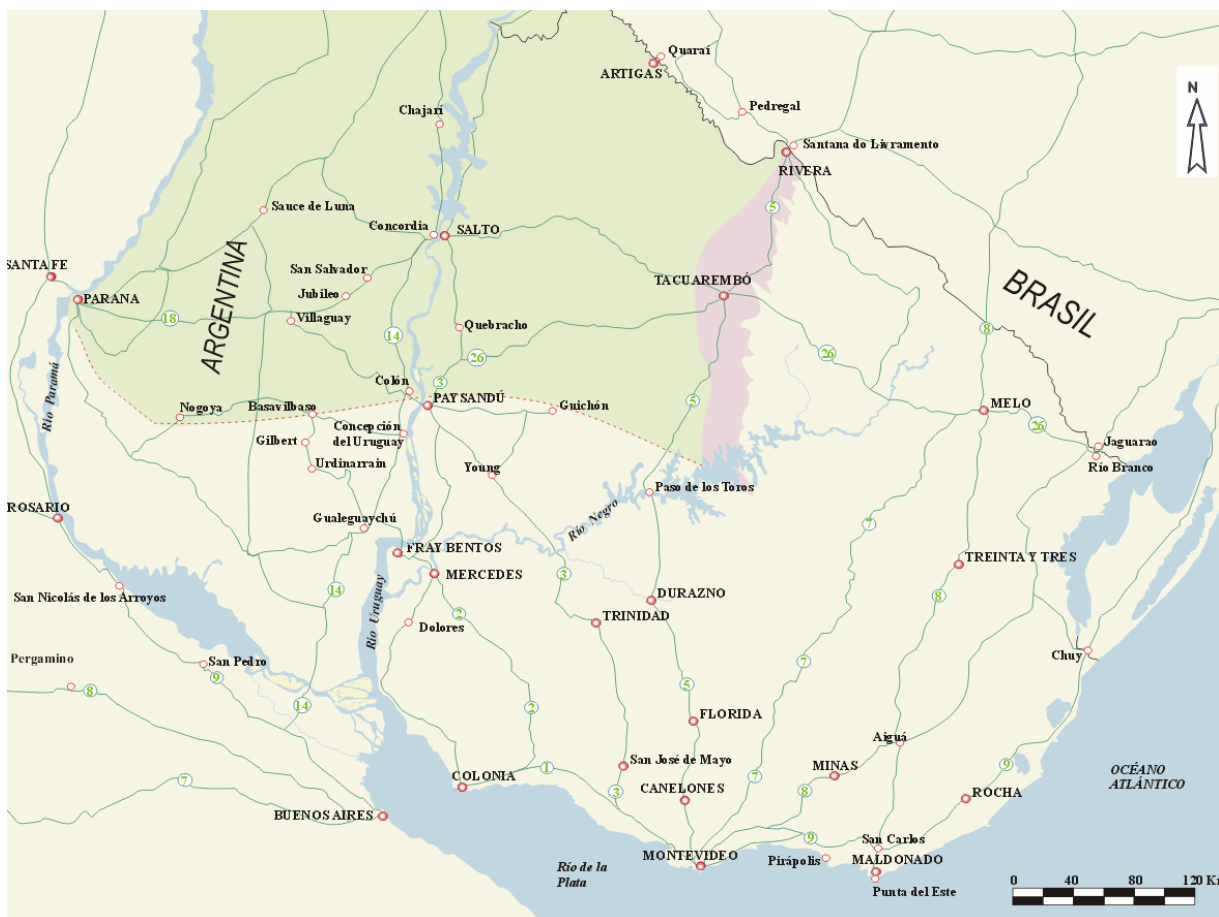 Quaraí
ARTIGAS
N
Pedregal
Chajarí
Santana do Livramento
RIVERA
5
Sauce de Luna
Concordia
SALTO
ARGENTINA
SANTA FE
San Salvador
TACUAREMBÓ
BRASIL
PARANA
Jubileo
18
Villaguay
14
Quebracho
8
26
26
Río Paraná
Colón
3
PAYSANDÚ
5
Nogoya
Basavilbaso
Guichón
MELO
Concepción
del Uruguay
26
Gilbert
Jaguarao
Urdinarrain
Young
Río Branco
Paso de los Toros
ROSARIO
Río Negro
Gualeguaychú
7
FRAY BENTOS
TREINTA Y TRES
MERCEDES
3
San Nicolás de los Arroyos
14
8
DURAZNO
Río Uruguay
2
TRINIDAD
Dolores
Pergamino
San Pedro
7
Chuy
8
9
5
14
2
FLORIDA
Aiguá
San José de Mayo
9
OCÉANO
ATLÁNTICO
7
COLONIA
1
MINAS
7
3
CANELONES
8
ROCHA
BUENOS AIRES
9
San Carlos
MONTEVIDEO
Pirápolis
MALDONADO
Río de la
Plata
Punta del Este
0 40 80 120 Km